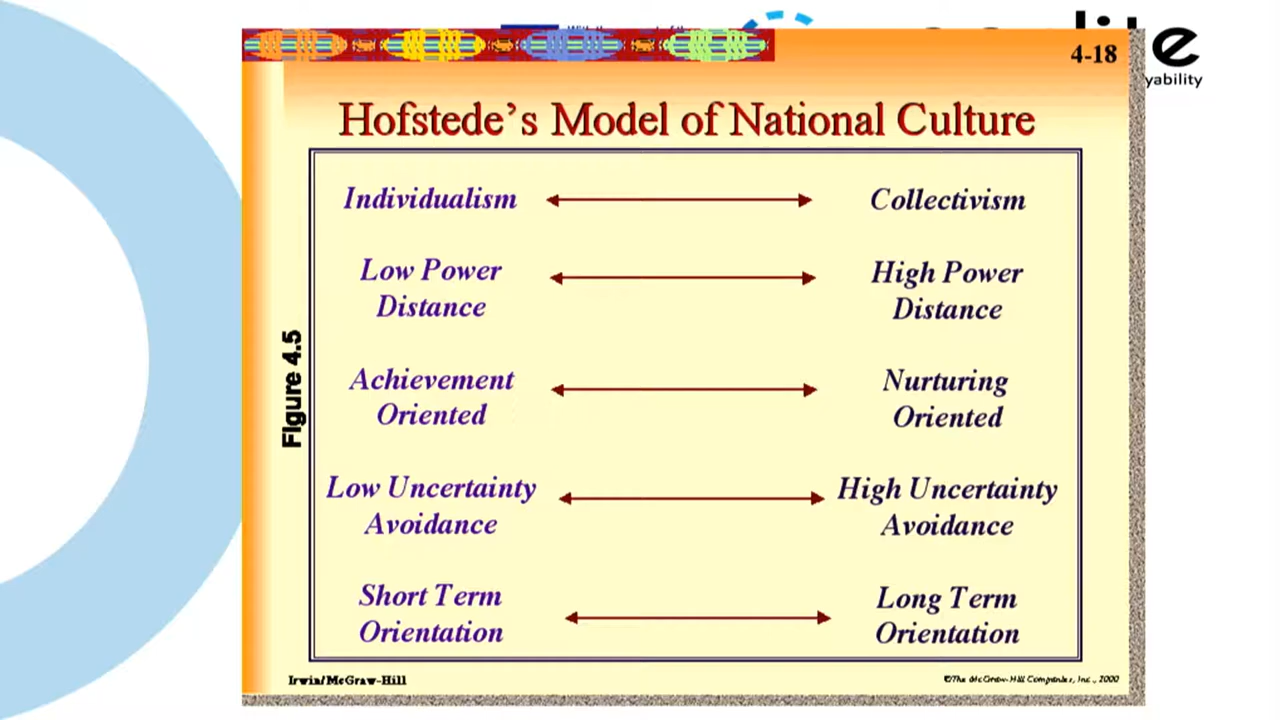 4-18
yability
Hofstede's Model of National Culture
Individualism
Collectivism
Low Power
Distance
High Power
Distance
Achievement
Oriented
Nurturing
Oriented
Low Uncertainty
Avoidance
High Uncertainty
Avoidance
Short Term
Orientation
Long Term
Orientation
Figure 4.5
Irwin/McGraw-Hill
©The McGraw-Hill Companies, Inc., 2000